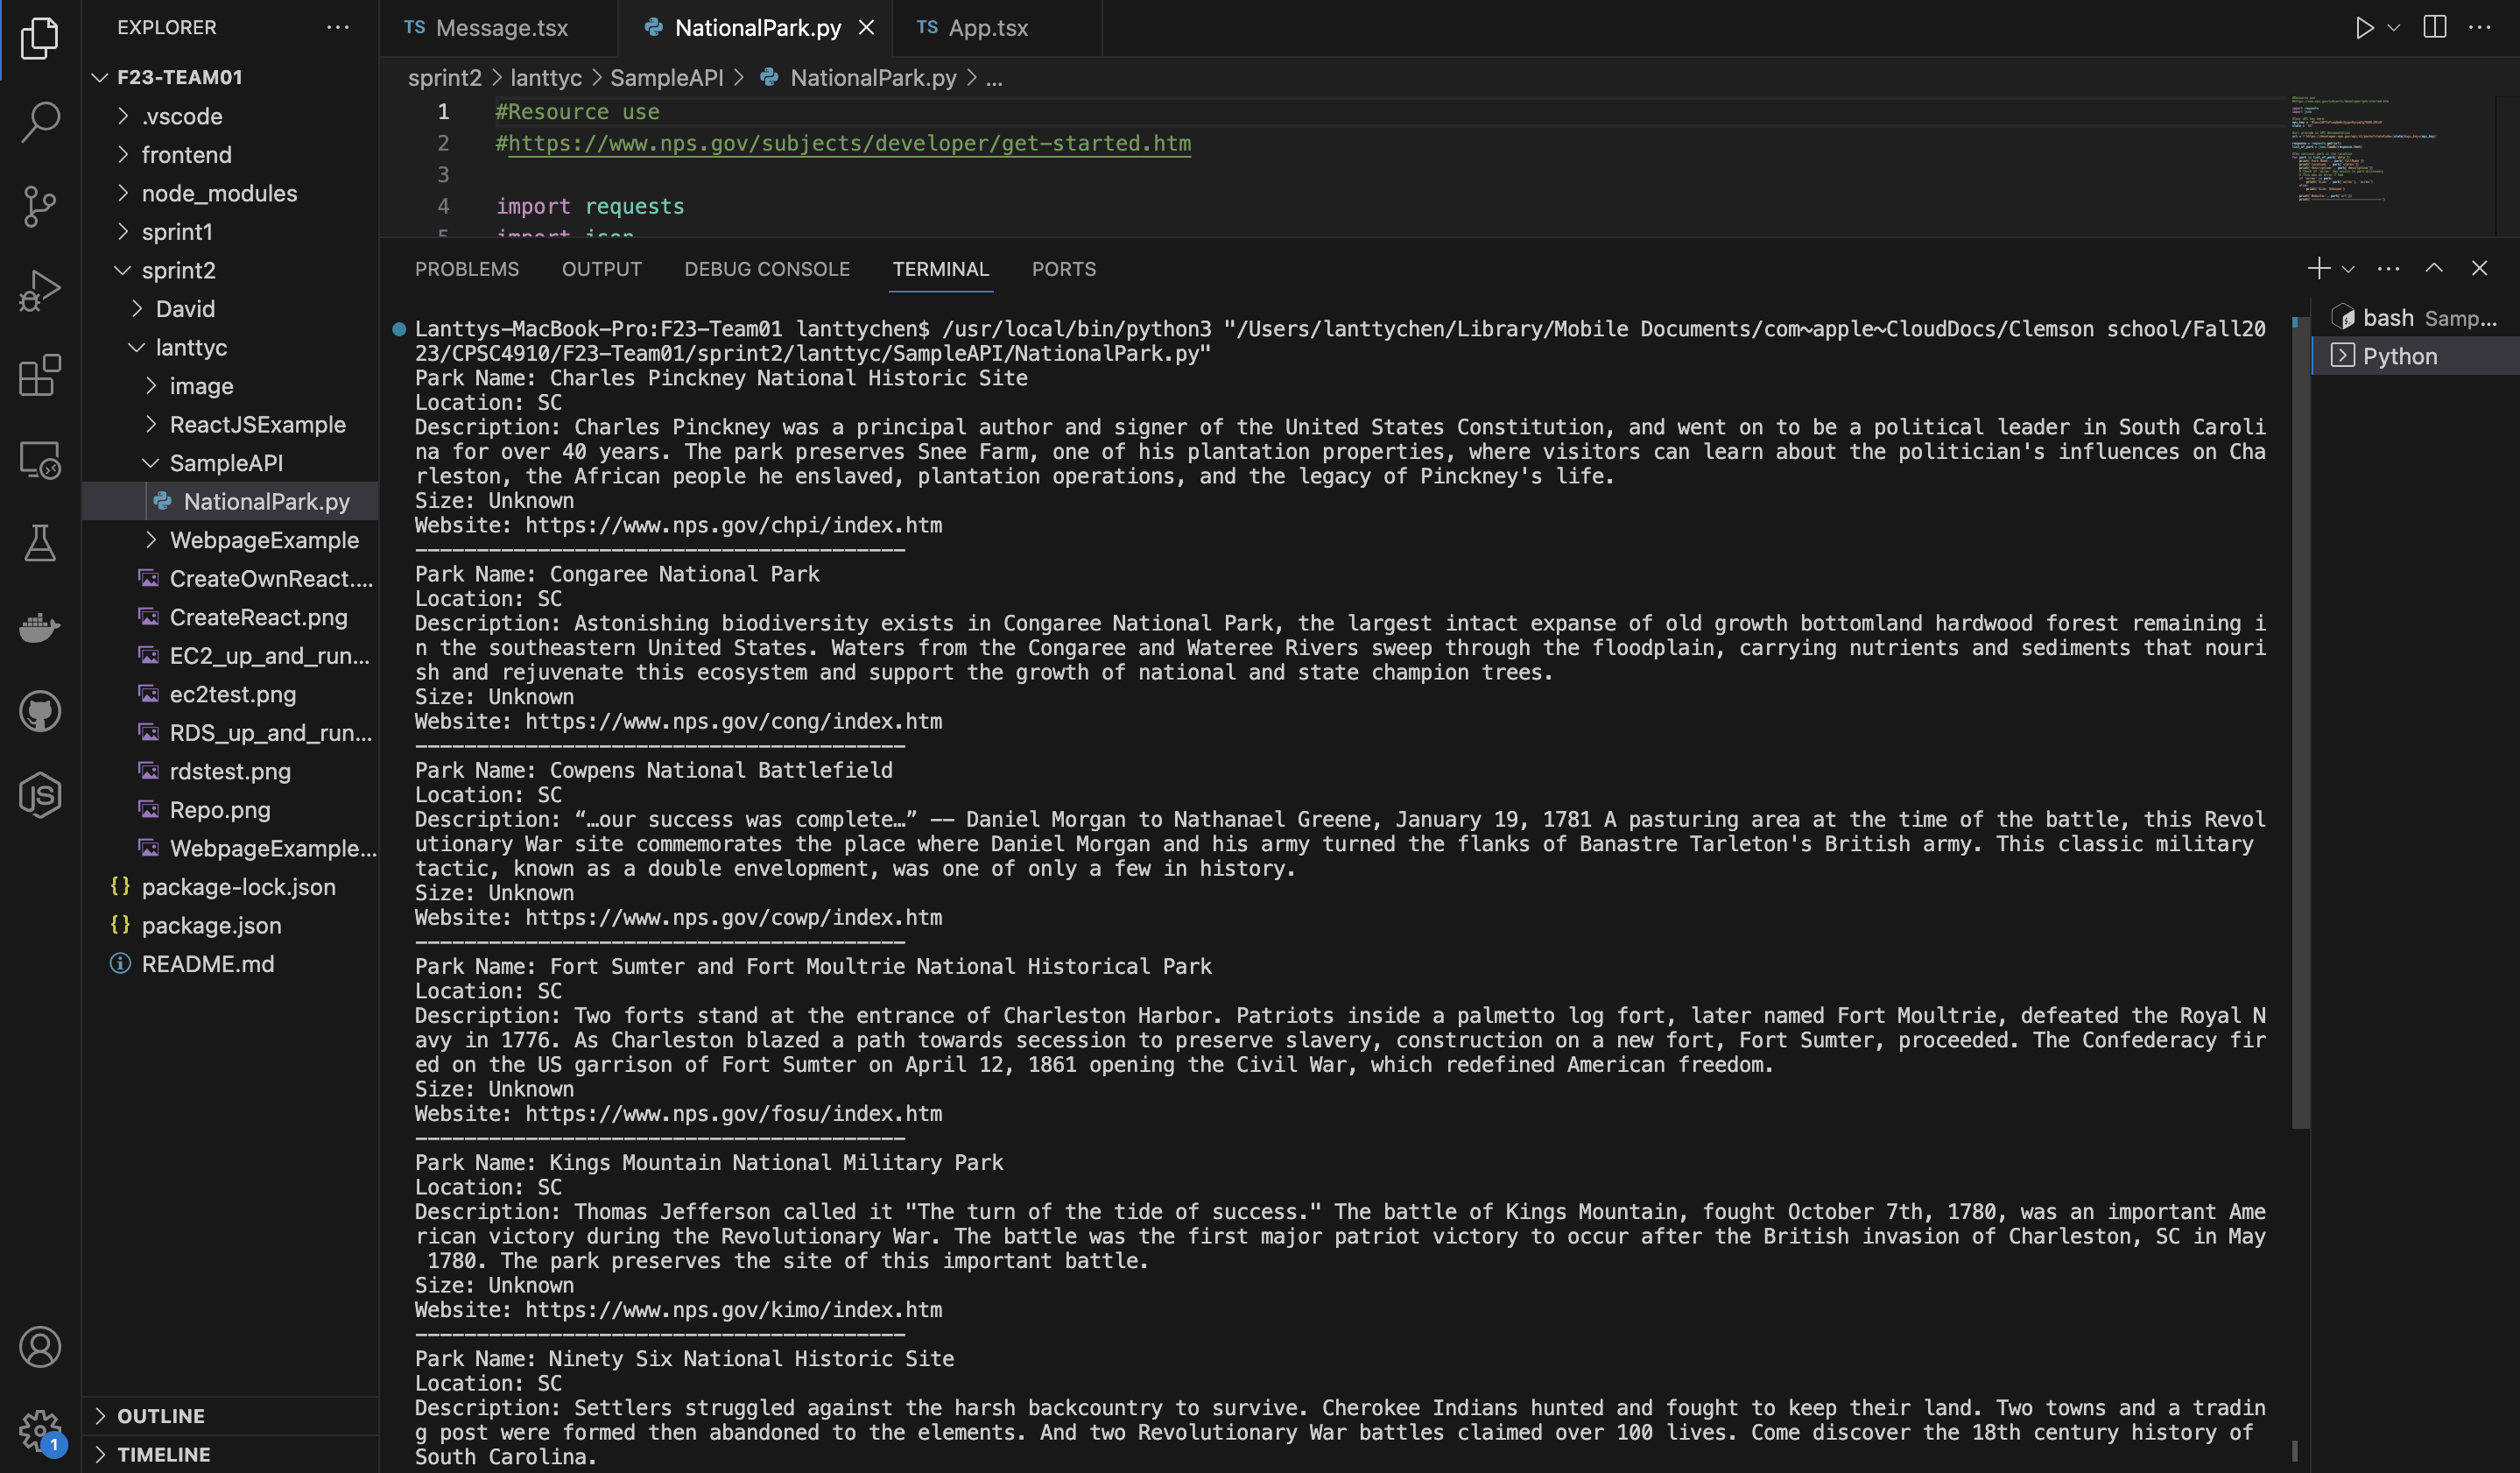 EXPLORER
F23-TEAM01
.vscode
frontend
node_modules
sprint1
sprint2
David
lanttyc
image
ReactJSExample
SampleAPI
NationalPark.py
WebpageExample
CreateOwnReact....
CreateReact.png
EC2_up_and_run...
ec2test.png
RDS_up_and_run...
rdstest.png
Repo.png
WebpageExample...
{} package-lock.json
{} package.json
README.md
OUTLINE
TIMELINE
1
JS
TS Message.tsx
NationalPark.py
TS App.tsx
sprint2 > lanttyc > SampleAPI > NationalPark.py > ...
1 #Resource use
2 #https://www.nps.gov/subjects/developer/get-started.htm
3
4 import requests
5 import json
PROBLEMS OUTPUT DEBUG CONSOLE TERMINAL PORTS
bash Samp...
Python
Lanttys-MacBook-Pro:F23-Team01 lanttychen$ /usr/local/bin/python3 "/Users/lanttychen/Library/Mobile Documents/com~apple~CloudDocs/Clemson school/Fall20
23/CPSC4910/F23-Team01/sprint2/lanttyc/SampleAPI/NationalPark.py"
Park Name: Charles Pinckney National Historic Site
Location: SC
Description: Charles Pinckney was a principal author and signer of the United States Constitution, and went on to be a political leader in South Caroli
na for over 40 years. The park preserves Snee Farm, one of his plantation properties, where visitors can learn about the politician's influences on Cha
rleston, the African people he enslaved, plantation operations, and the legacy of Pinckney's life.
Size: Unknown
Website: https://www.nps.gov/chpi/index.htm
----------------------------------------
Park Name: Congaree National Park
Location: SC
Description: Astonishing biodiversity exists in Congaree National Park, the largest intact expanse of old growth bottomland hardwood forest remaining i
n the southeastern United States. Waters from the Congaree and Wateree Rivers sweep through the floodplain, carrying nutrients and sediments that nouri
sh and rejuvenate this ecosystem and support the growth of national and state champion trees.
Size: Unknown
Website: https://www.nps.gov/cong/index.htm
----------------------------------------
Park Name: Cowpens National Battlefield
Location: SC
Description: “…our success was complete…” -- Daniel Morgan to Nathanael Greene, January 19, 1781 A pasturing area at the time of the battle, this Revol
utionary War site commemorates the place where Daniel Morgan and his army turned the flanks of Banastre Tarleton's British army. This classic military
tactic, known as a double envelopment, was one of only a few in history.
Size: Unknown
Website: https://www.nps.gov/cowp/index.htm
----------------------------------------
Park Name: Fort Sumter and Fort Moultrie National Historical Park
Location: SC
Description: Two forts stand at the entrance of Charleston Harbor. Patriots inside a palmetto log fort, later named Fort Moultrie, defeated the Royal N
avy in 1776. As Charleston blazed a path towards secession to preserve slavery, construction on a new fort, Fort Sumter, proceeded. The Confederacy fir
ed on the US garrison of Fort Sumter on April 12, 1861 opening the Civil War, which redefined American freedom.
Size: Unknown
Website: https://www.nps.gov/fosu/index.htm
----------------------------------------
Park Name: Kings Mountain National Military Park
Location: SC
Description: Thomas Jefferson called it "The turn of the tide of success." The battle of Kings Mountain, fought October 7th, 1780, was an important Ame
rican victory during the Revolutionary War. The battle was the first major patriot victory to occur after the British invasion of Charleston, SC in May
1780. The park preserves the site of this important battle.
Size: Unknown
Website: https://www.nps.gov/kimo/index.htm
----------------------------------------
Park Name: Ninety Six National Historic Site
Location: SC
Description: Settlers struggled against the harsh backcountry to survive. Cherokee Indians hunted and fought to keep their land. Two towns and a tradin
g post were formed then abandoned to the elements. And two Revolutionary War battles claimed over 100 lives. Come discover the 18th century history of
South Carolina.